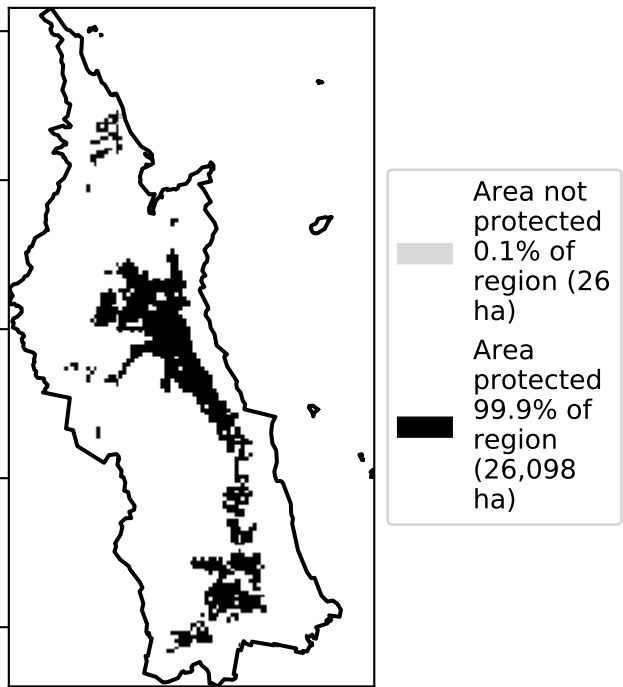 Area not
protected
0.1% of
region (26
ha)
Area
protected
99.9% of
region
(26,098
ha)